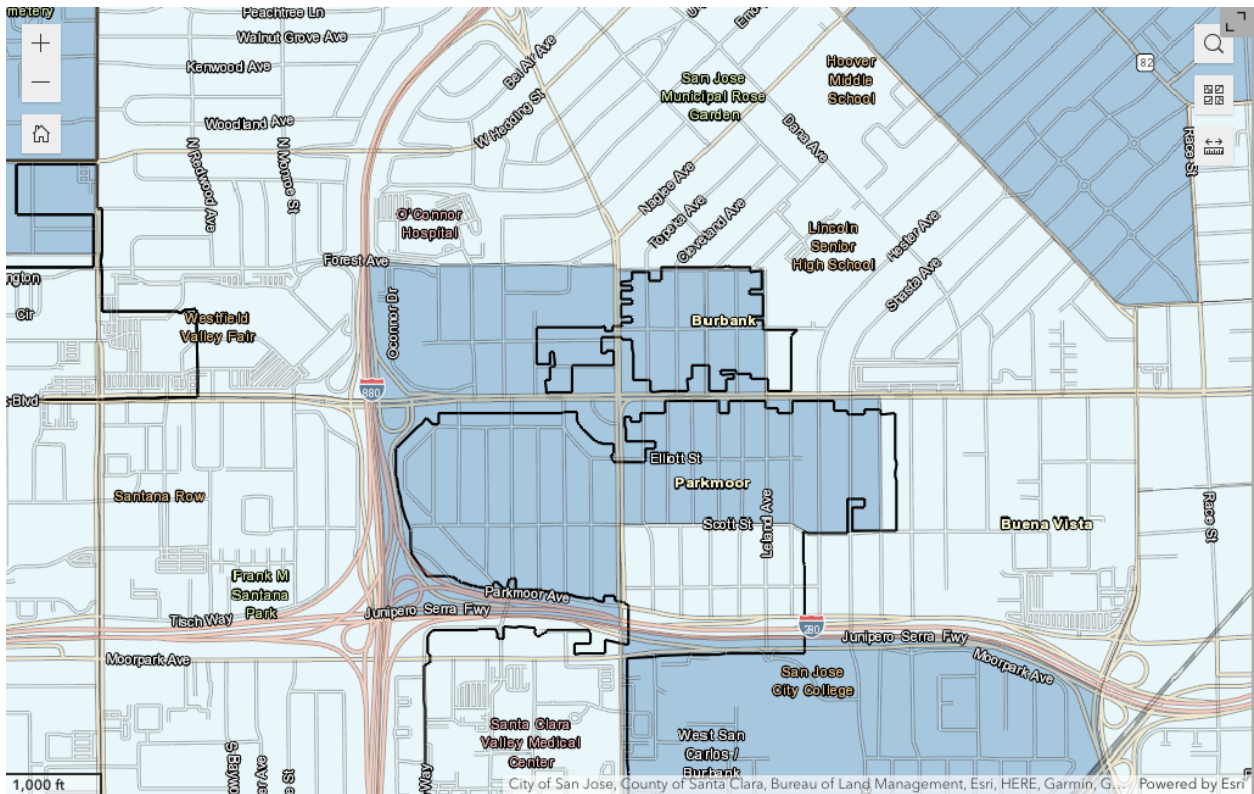 metery
Peachtree Ln
Walnut Grove Ave
Kenwood Ave
Woodland Ave
N Redwood Ave
N Monroe St
Bel Air Ave
W Hedding St
San Jose
Municipal Rose
Garden
Hoover
Middle
School
82
Race St
Dana Ave
Naglee Ave
Topeka Ave
Cleveland Ave
O'Connor
Hospital
Lincoln
Senior
High School
Hester Ave
Shasta Ave
Forest Ave
ngton
Cir
Westfield
Valley Fair
Oconnor Dr
Burbank
880
Blvd
Elliott St
Parkmoor
Santana Row
Scott St
Leland Ave
Buena Vista
Race St
Frank M
Santana
Park
Parkmoor Ave
Tisch Way
Junipero Serra Fwy
280
Junipero Serra Fwy
Moorpark Ave
Moorpark Ave
San Jose
City College
Santa Clara
Valley Medical
Center
West San
Carlos /
Burbank
S Baywo
Way
1,000 ft
City of San Jose, County of Santa Clara, Bureau of Land Management, Esri, HERE, Garmin, G...
Powered by Esri